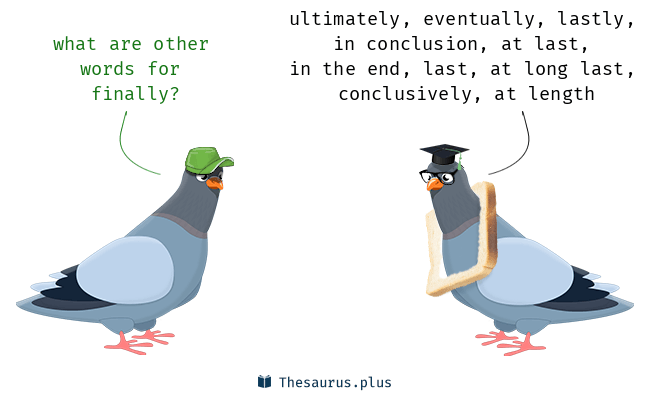 what are other
words for
finally?
ultimately, eventually, lastly,
in conclusion, at last,
in the end, last, at long last,
conclusively, at length
Thesaurus.plus